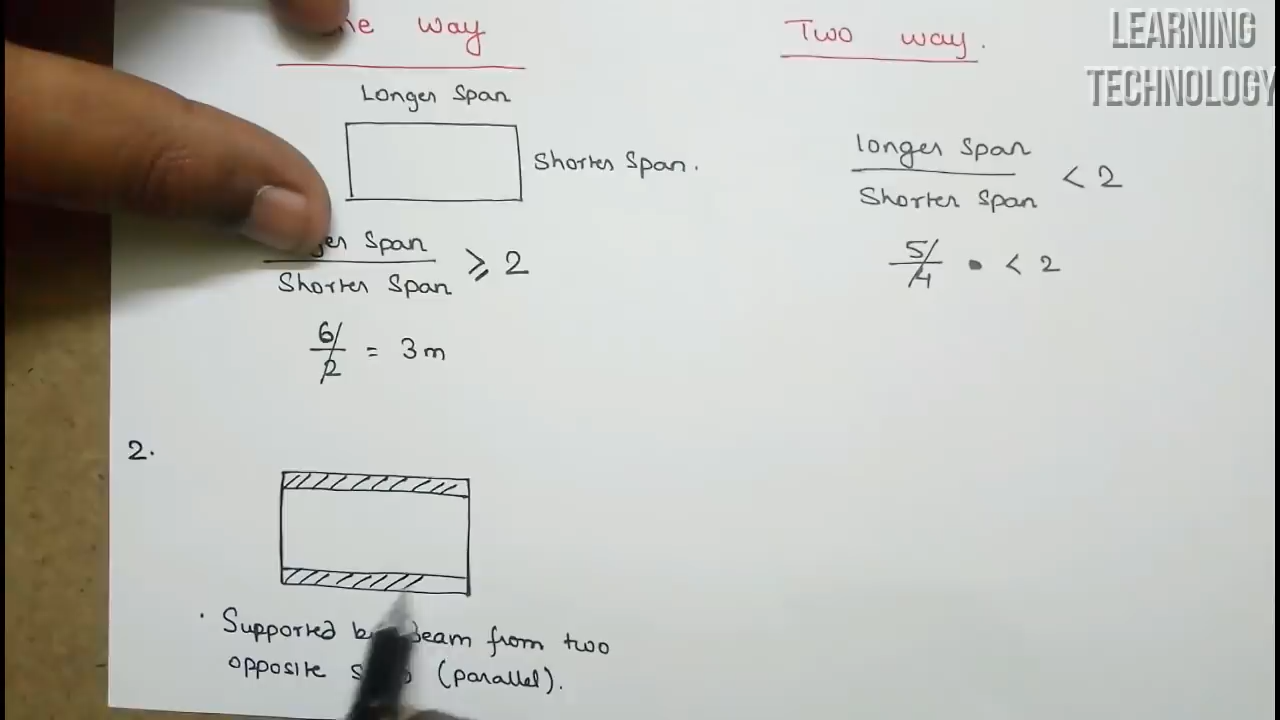 way
Two way.
LEARNING
TECHNOLOGY
Longer Span
Shorter Span.
Span
Shorter Span
≥ 2
6/2 = 3m
longer Span
Shorter Span
< 2
5/4 • < 2
2.
• Supported Beam from two
opposite (parallel).